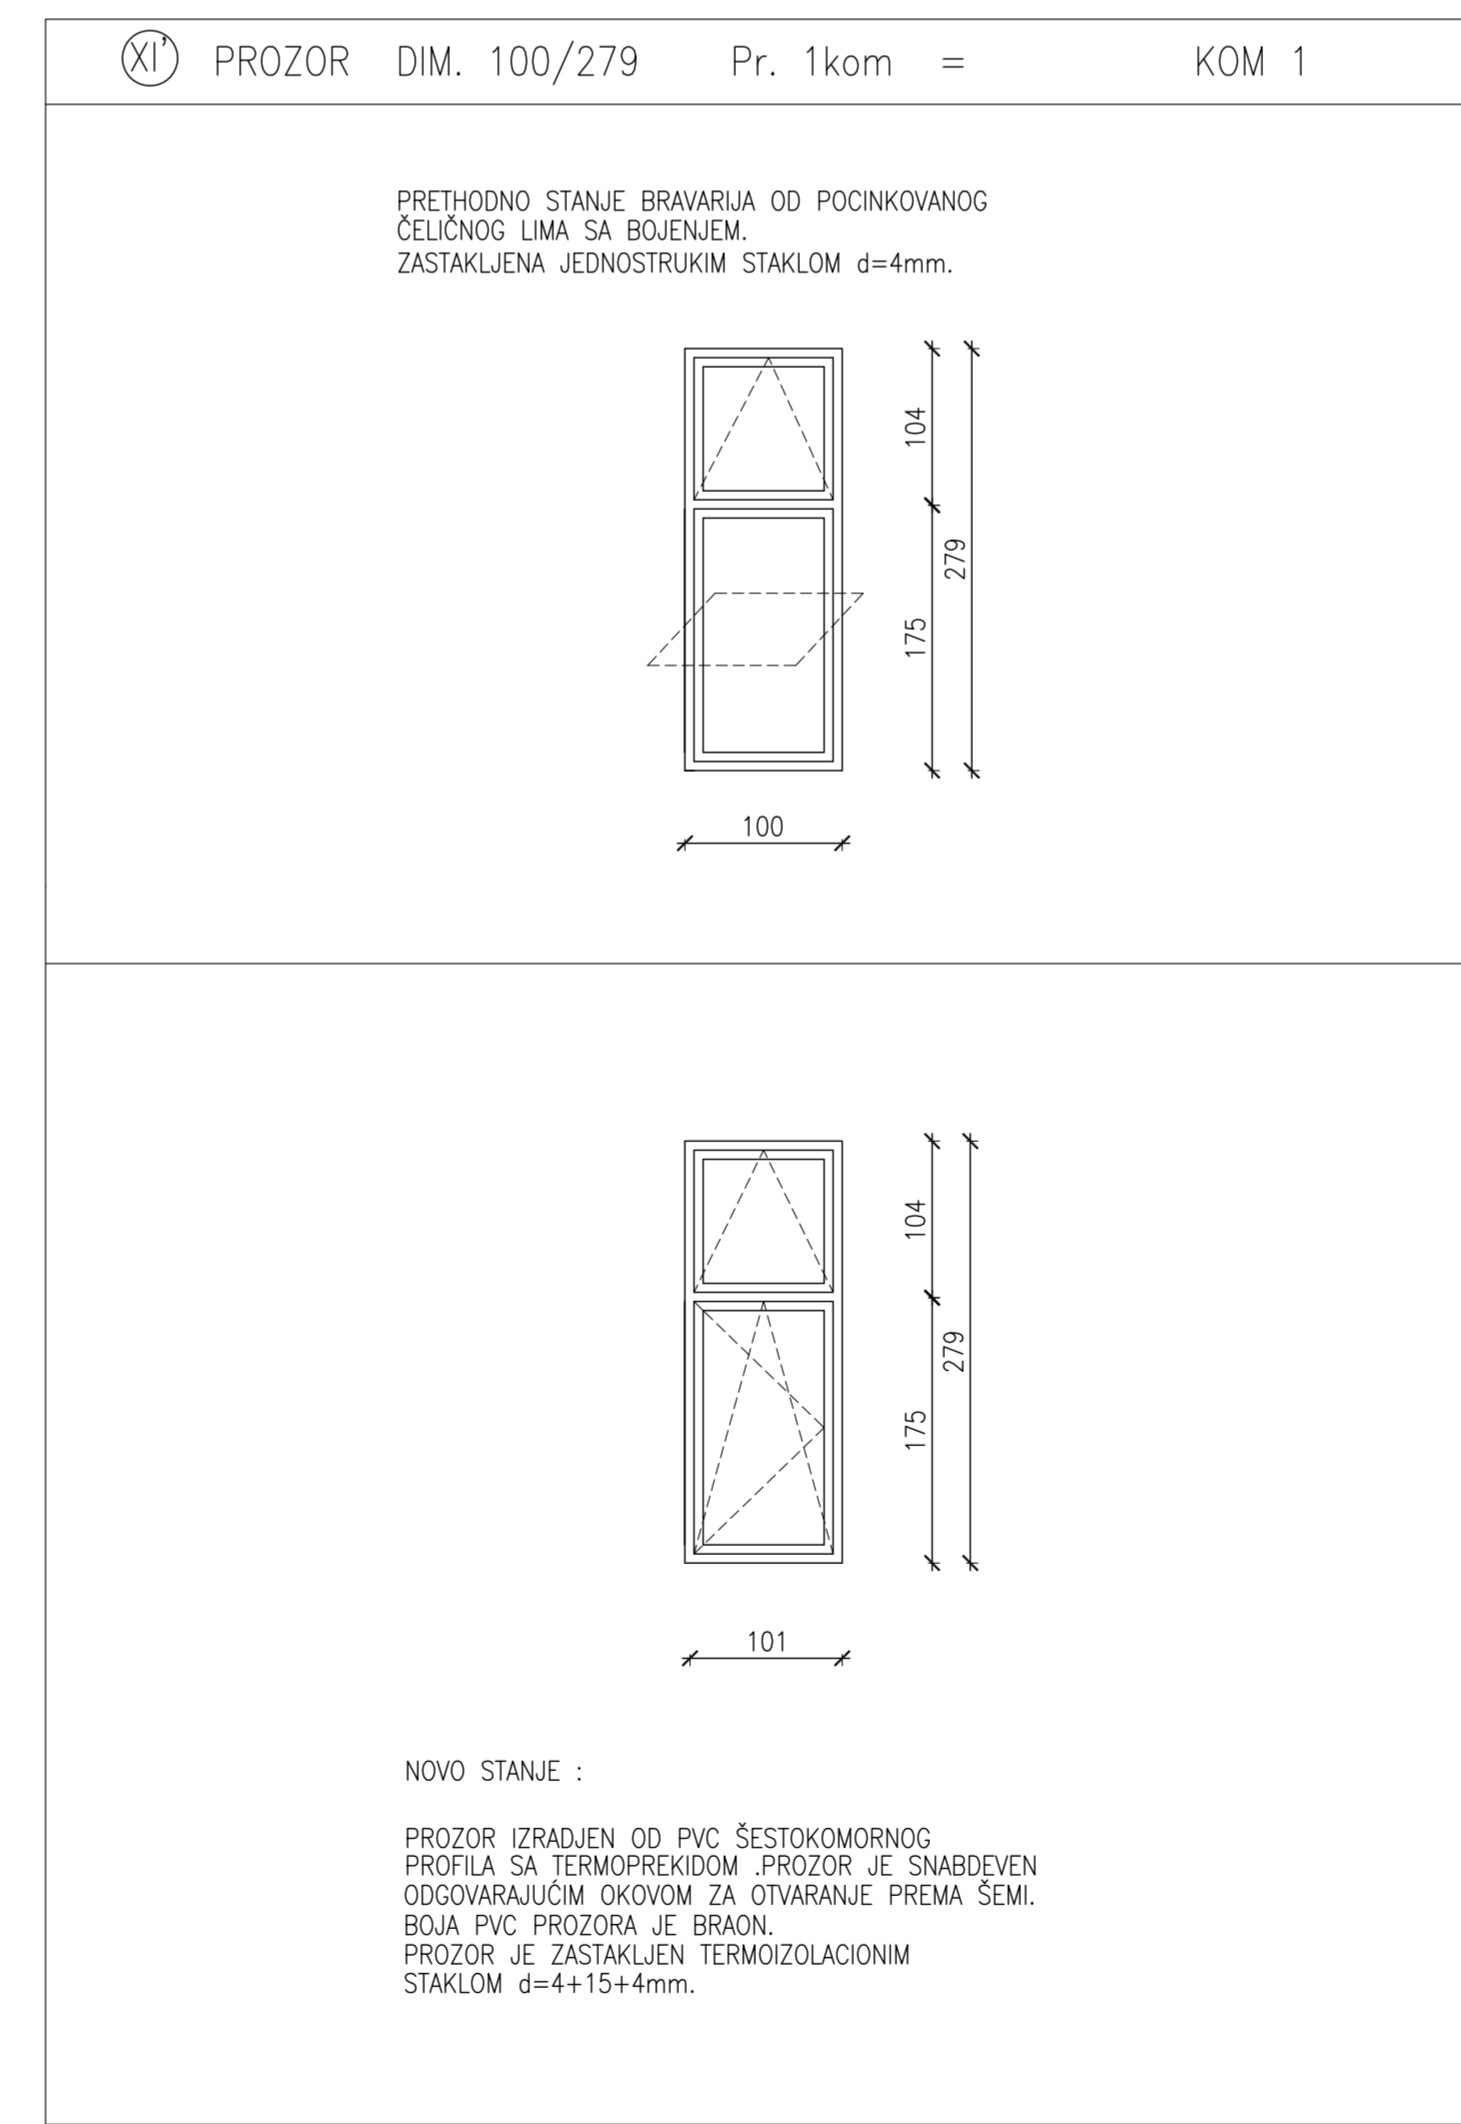 XI' PROZOR DIM. 100/279 Pr. 1kom = KOM 1
PRETHODNO STANJE BRAVARIJA OD POCINKOVANOG
ČELIČNOG LIMA SA BOJENJEM.
ZASTAKLJENA JEDNOSTRUKIM STAKLOM d=4mm.
104
279
175
100
104
279
175
101
NOVO STANJE :
PROZOR IZRADJEN OD PVC ŠESTOKOMORNOG
PROFILA SA TERMOPREKIDOM .PROZOR JE SNABDEVEN
ODGOVARAJUĆIM OKOVOM ZA OTVARANJE PREMA ŠEMI.
BOJA PVC PROZORA JE BRAON.
PROZOR JE ZASTAKLJEN TERMOIZOLACIONIM
STAKLOM d=4+15+4mm.